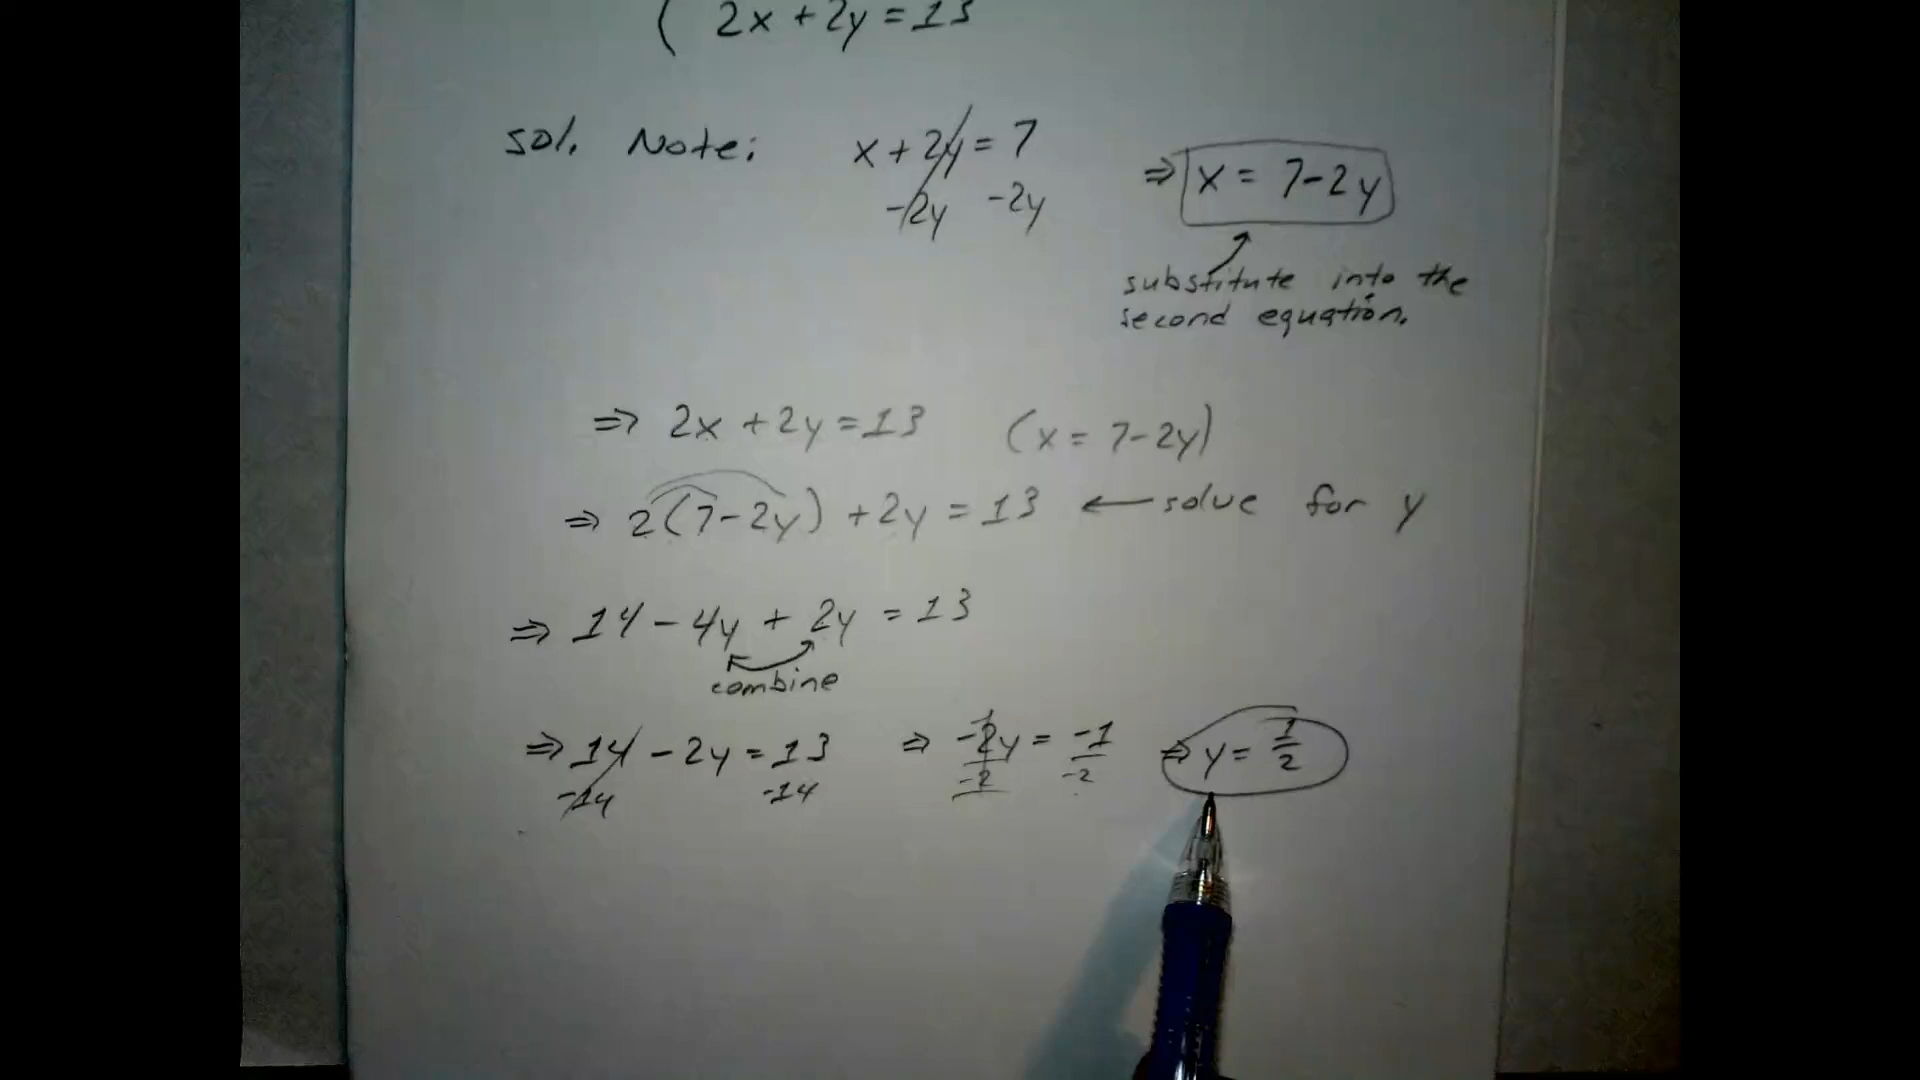 ( 2x + 2y = 13
sol. Note: x + 2y = 7 ⇒ x = 7 - 2y
-2y -2y
substitute into the
second equation.
⇒ 2x + 2y = 13 (x = 7 - 2y)
⇒ 2(7 - 2y) + 2y = 13 ← solve for y
⇒ 14 - 4y + 2y = 13
combine
⇒ 14 - 2y = 13 ⇒ -2y = -1 ⇒ y = 1/2
-14 -14 -2 -2